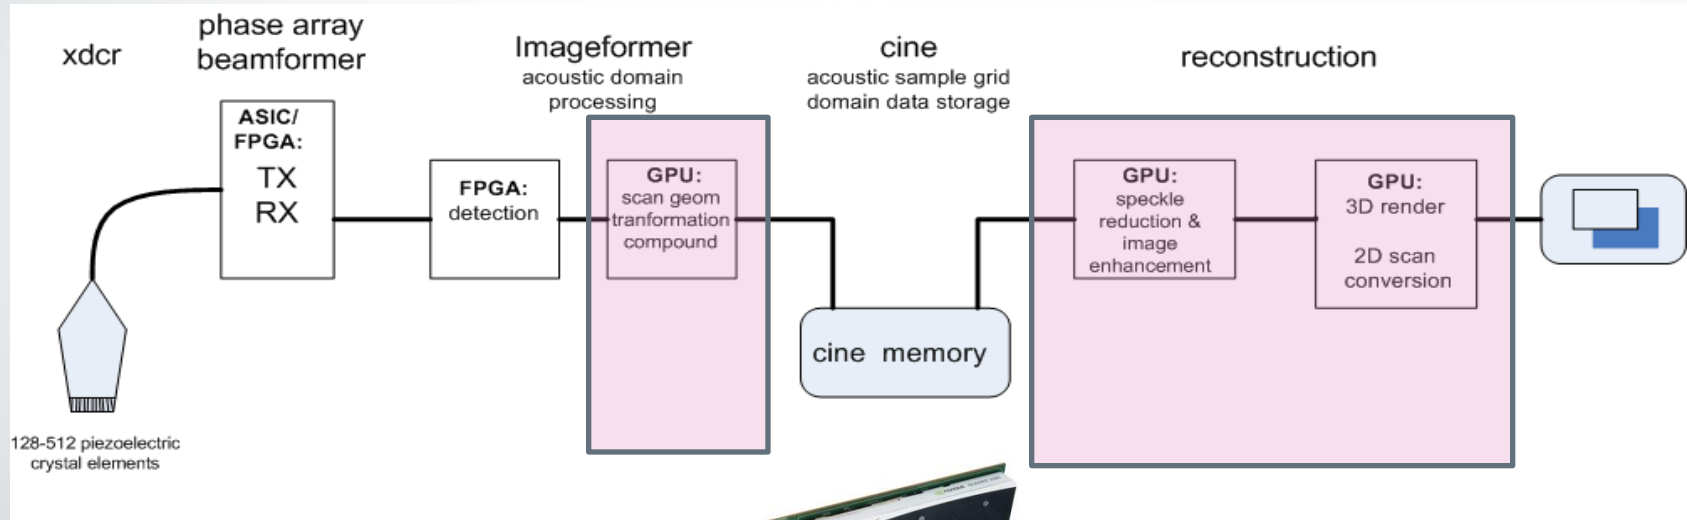 xdcr
phase array
beamformer
Imageformer
acoustic domain
processing
cine
acoustic sample grid
domain data storage
reconstruction
ASIC/
FPGA:
TX
RX
FPGA:
detection
GPU:
scan geom
tranformation
compound
cine memory
GPU:
speckle
reduction &
image
enhancement
GPU:
3D render
2D scan
conversion
128-512 piezoelectric
crystal elements